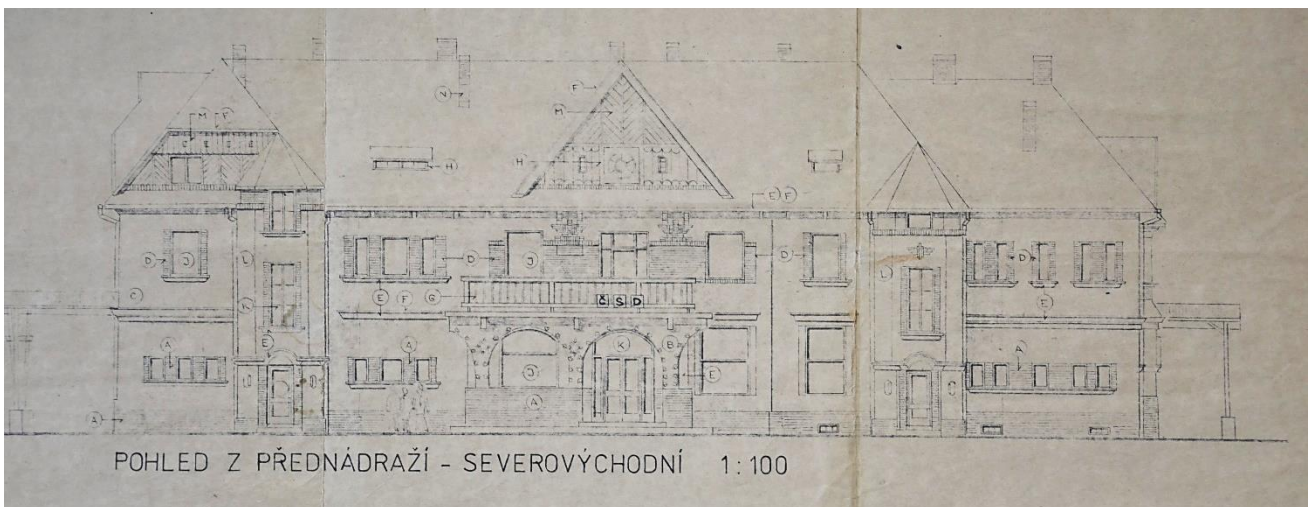 N
F
M
M F
H
H
E F
D J L D J D L D
C E F G
K
E
A A K B A
J E
A
A
ČSD
POHLED Z PŘEDNÁDRAŽÍ - SEVEROVÝCHODNÍ 1:100